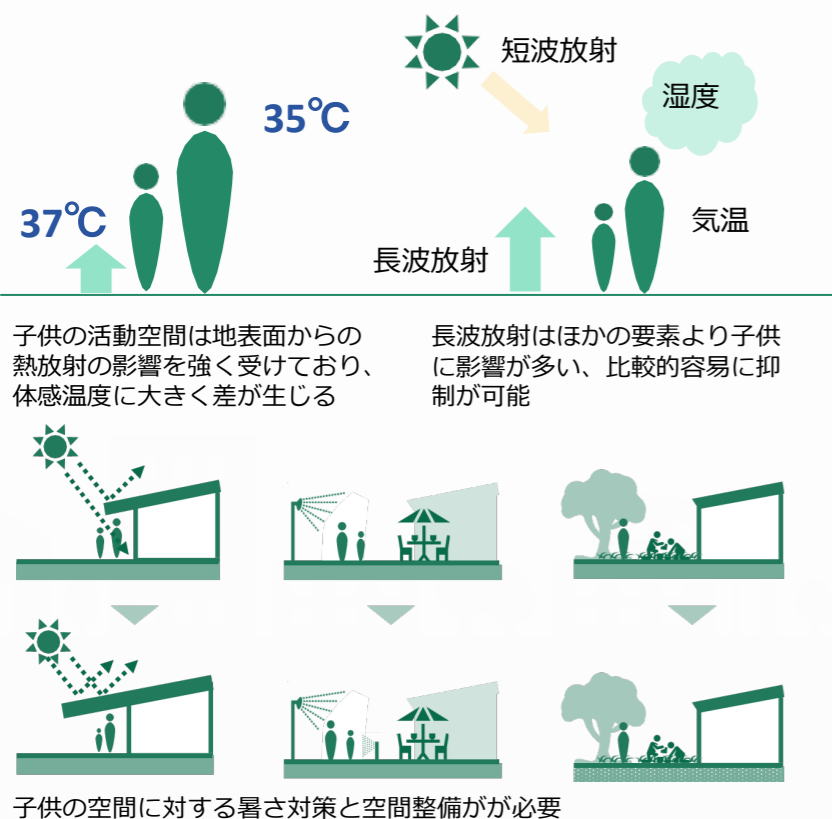 短波放射
湿度
35℃
37℃
気温
長波放射
子供の活動空間は地表面からの
熱放射の影響を強く受けており、
体感温度に大きく差が生じる
長波放射はほかの要素より子供
に影響が多い、比較的容易に抑
制が可能
子供の空間に対する暑さ対策と空間整備がが必要